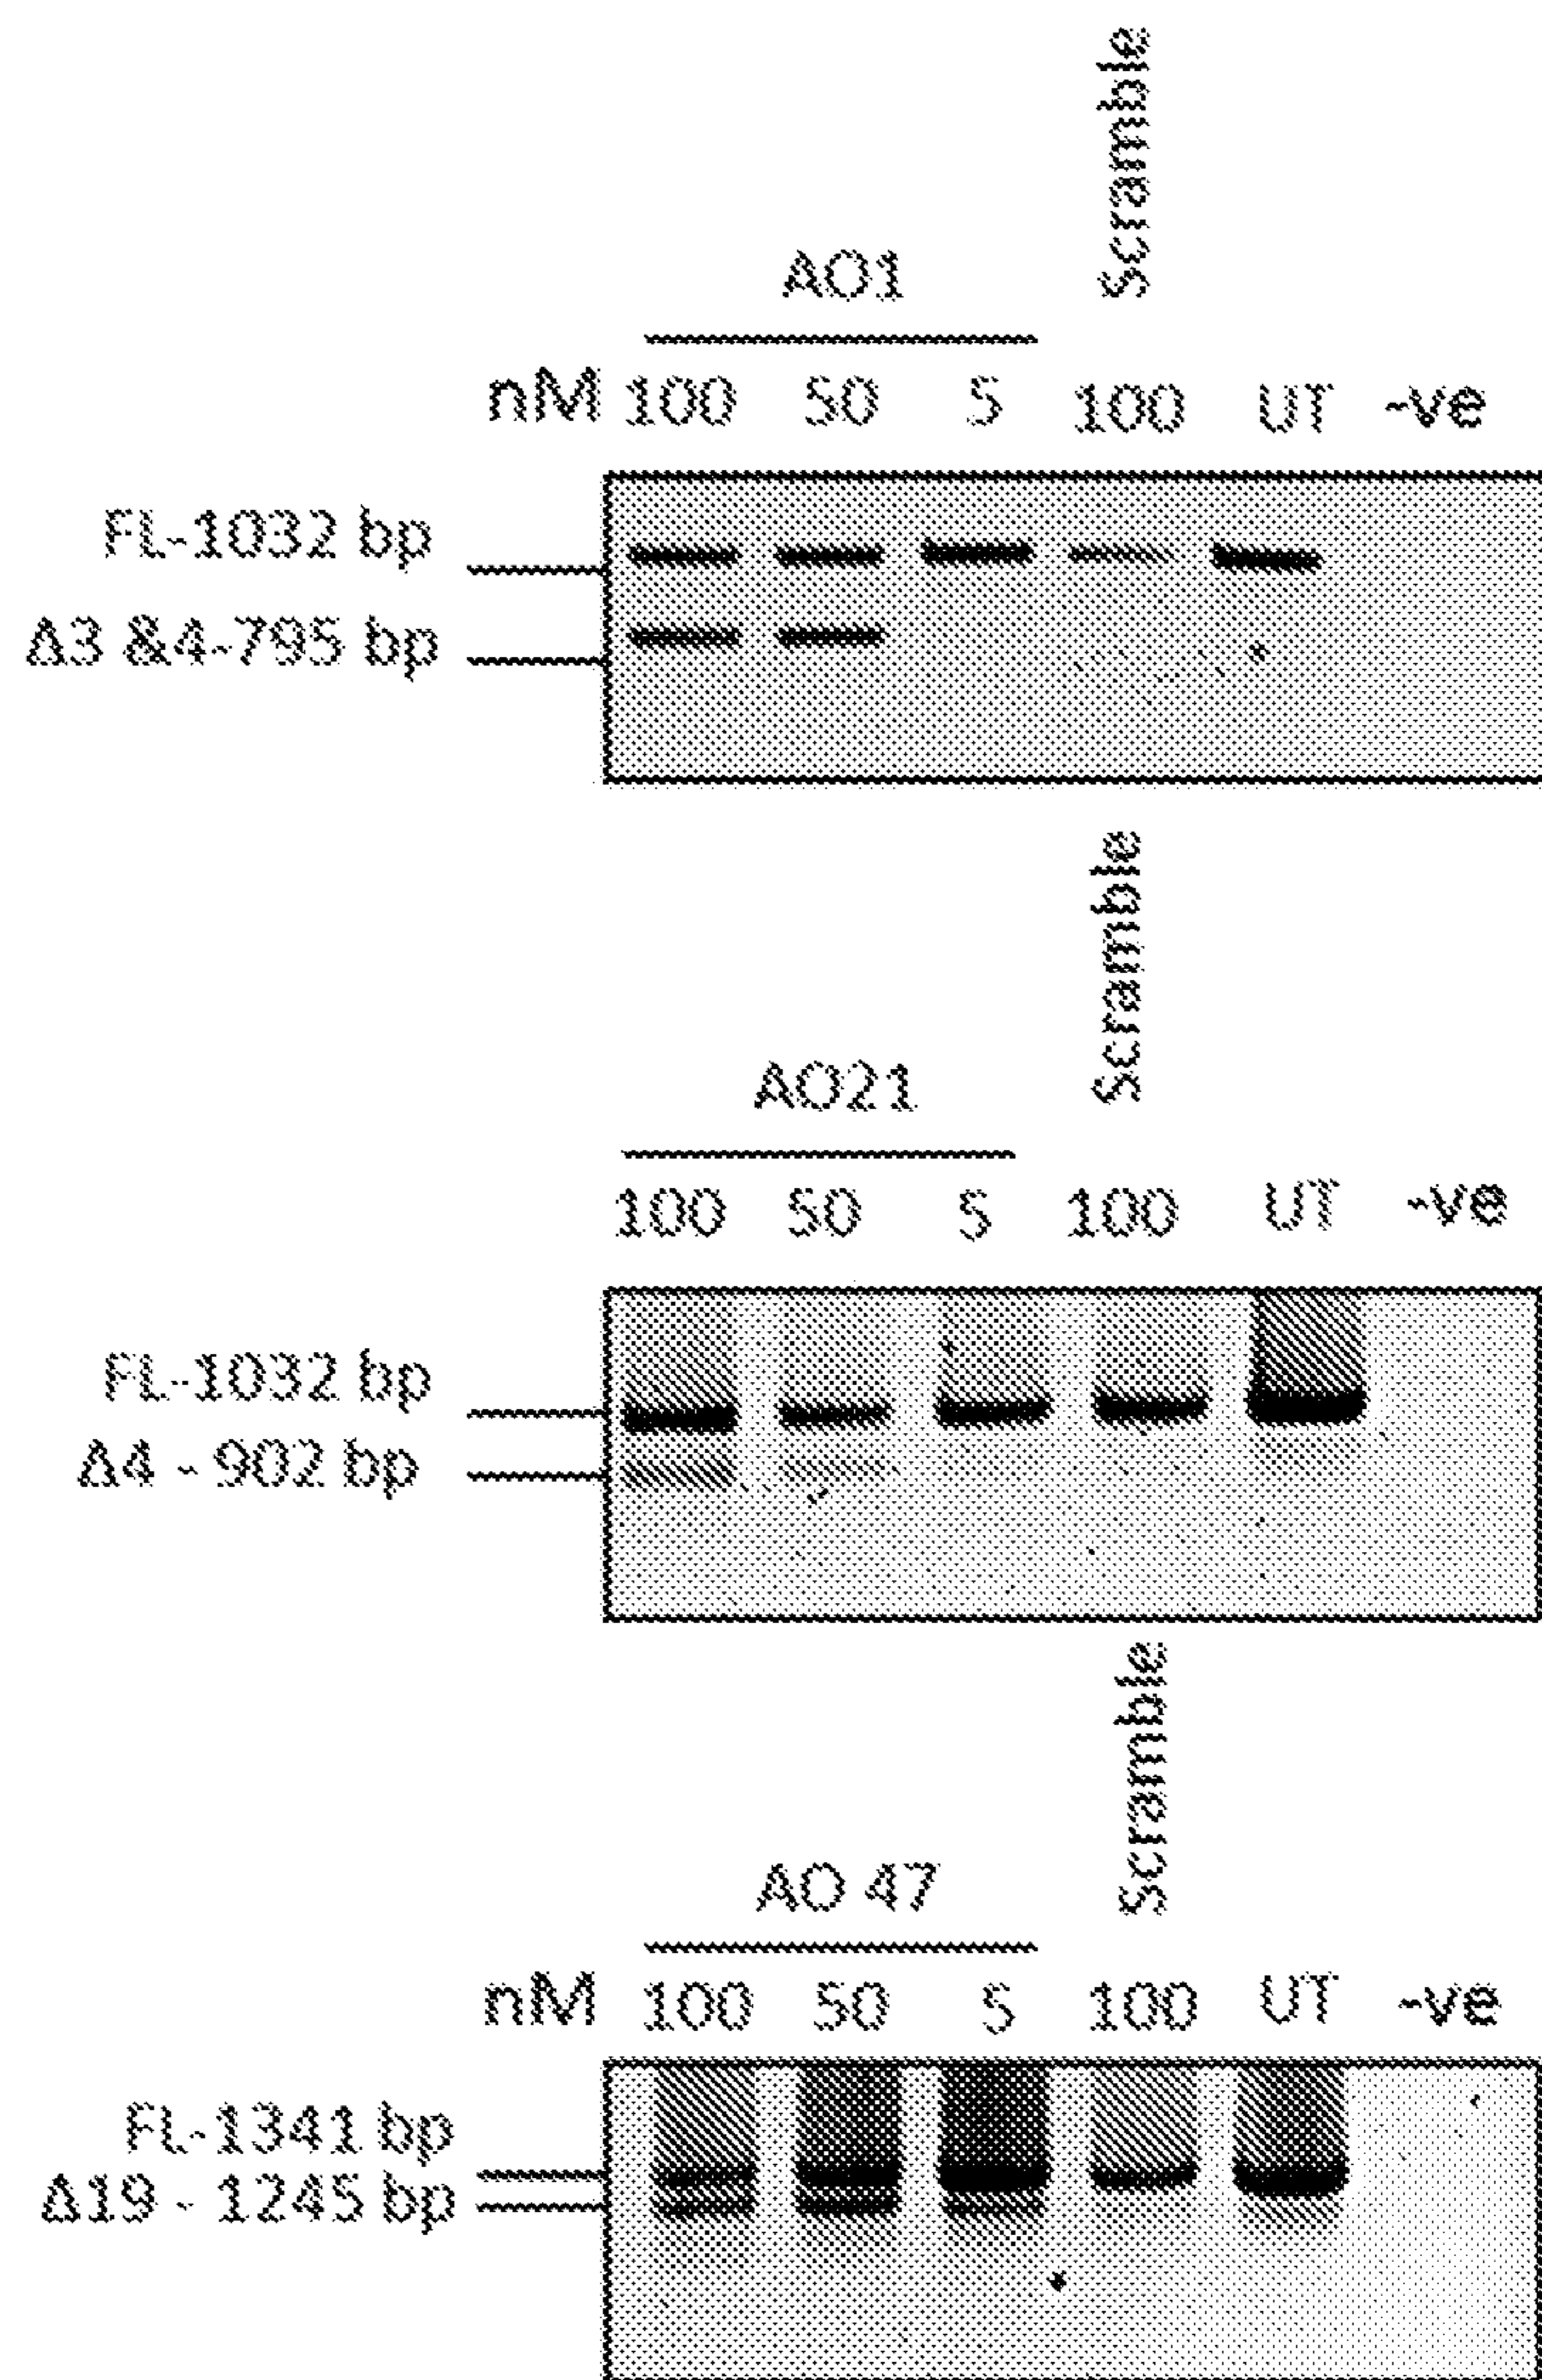 Scramble
AO1
nM 100 50 5 100 UT -ve
FL-1032 bp
Δ3 &4-795 bp
Scramble
AO21
100 50 5 100 UT -ve
FL-1032 bp
Δ4 - 902 bp
Scramble
AO 47
nM 100 50 5 100 UT -ve
FL-1341 bp
Δ19 - 1245 bp